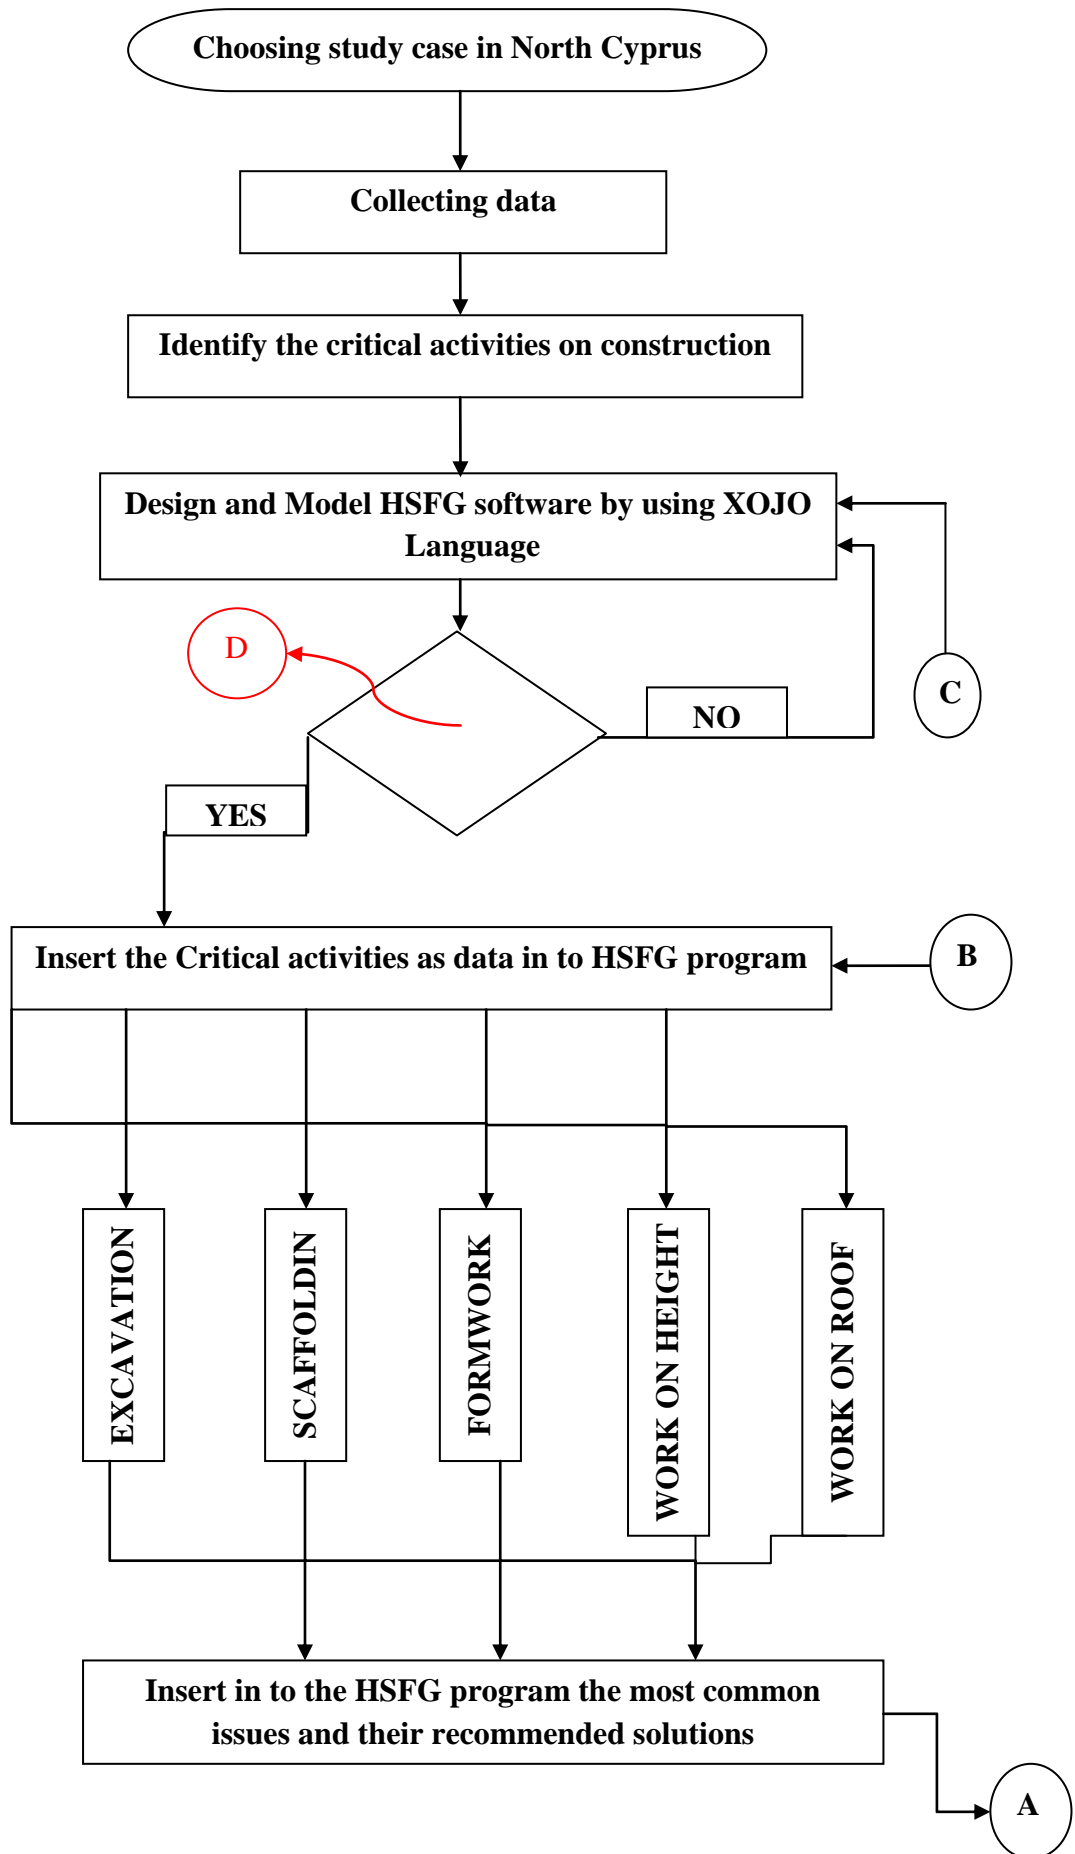 Choosing study case in North Cyprus
Collecting data
Identify the critical activities on construction
Design and Model HSFG software by using XOJO
Language
D
C
NO
YES
Insert the Critical activities as data in to HSFG program
B
EXCAVATION
SCAFFOLDIN
FORMWORK
WORK ON HEIGHT
WORK ON ROOF
Insert in to the HSFG program the most common
issues and their recommended solutions
A